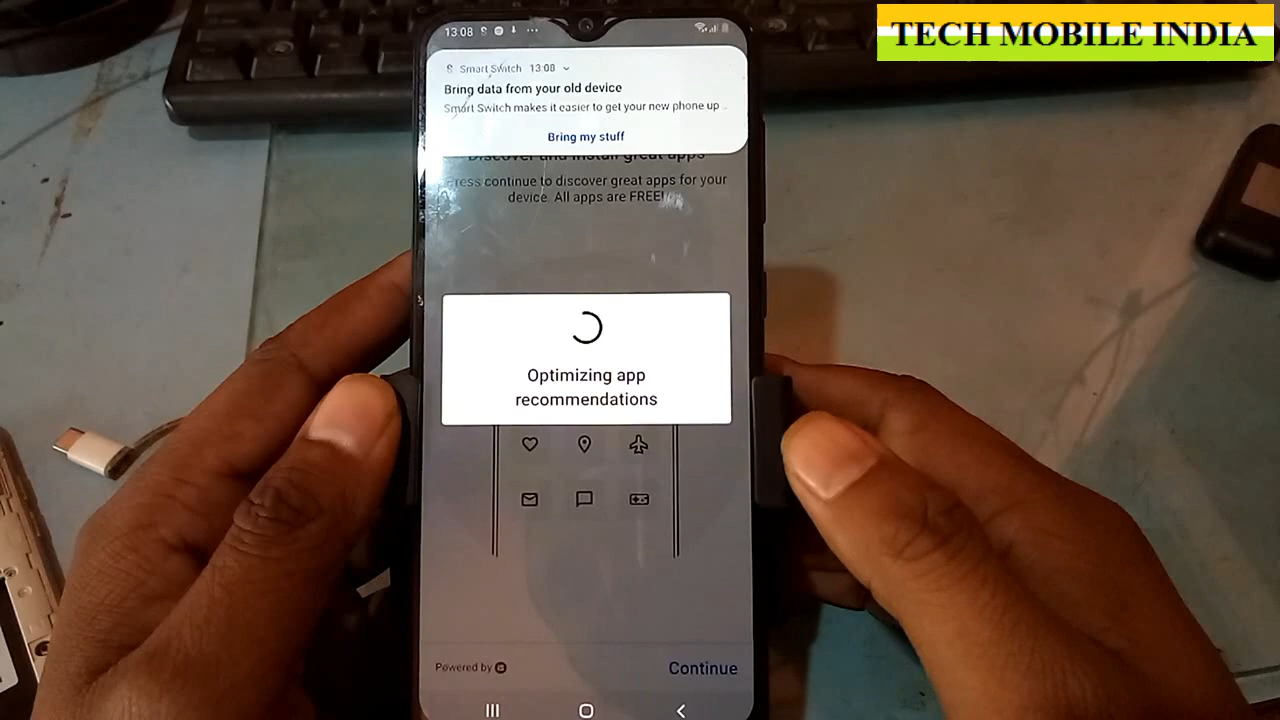 TECH MOBILE INDIA
13:08
Smart Switch 13:08
Bring data from your old device
Smart Switch makes it easier to get your new phone up ..
Bring my stuff
Discover and install great apps
Press continue to discover great apps for your
device. All apps are FREE!
Optimizing app
recommendations
Powered by
Continue